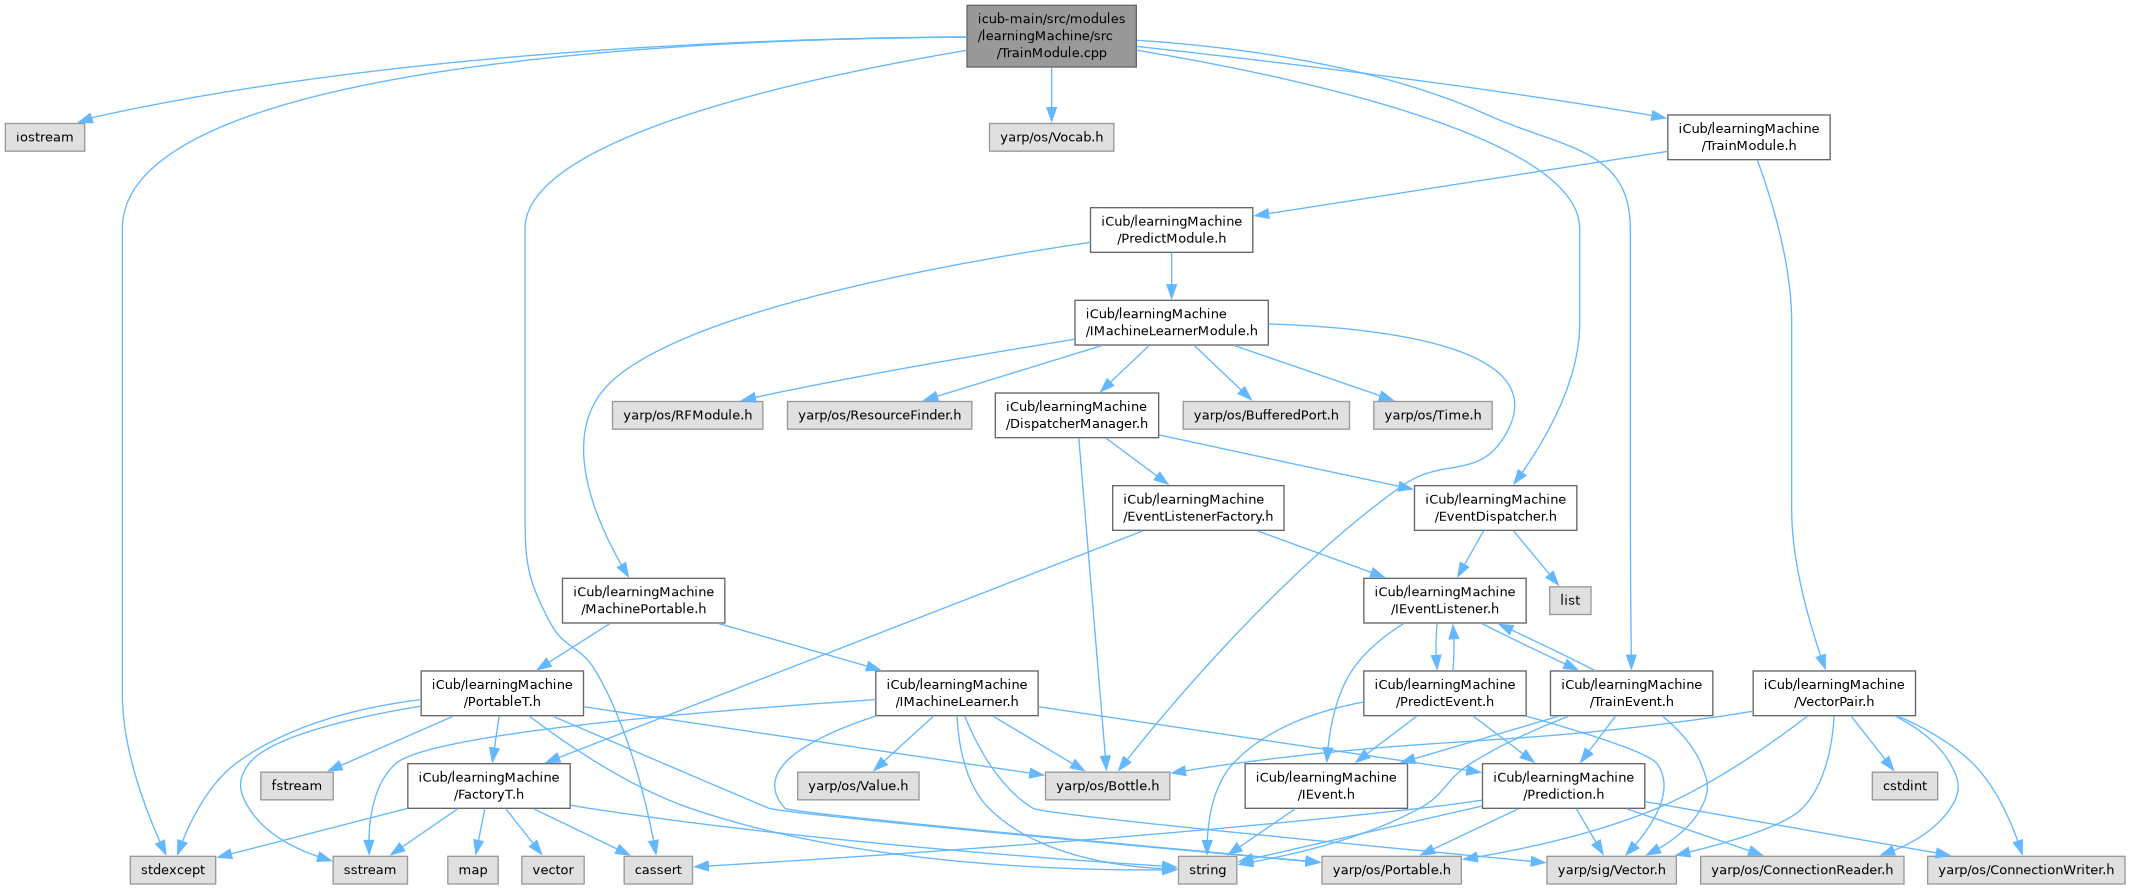 icub-main/src/modules
/learningMachine/src
/TrainModule.cpp
iostream
yarp/os/Vocab.h
iCub/learningMachine
/TrainModule.h
iCub/learningMachine
/PredictModule.h
iCub/learningMachine
/IMachineLearnerModule.h
yarp/os/RFModule.h
yarp/os/ResourceFinder.h
iCub/learningMachine
/DispatcherManager.h
yarp/os/BufferedPort.h
yarp/os/Time.h
iCub/learningMachine
/EventListenerFactory.h
iCub/learningMachine
/EventDispatcher.h
iCub/learningMachine
/MachinePortable.h
iCub/learningMachine
/IEventListener.h
list
iCub/learningMachine
/PortableT.h
iCub/learningMachine
/IMachineLearner.h
iCub/learningMachine
/PredictEvent.h
iCub/learningMachine
/TrainEvent.h
iCub/learningMachine
/VectorPair.h
fstream
iCub/learningMachine
/FactoryT.h
yarp/os/Value.h
yarp/os/Bottle.h
iCub/learningMachine
/IEvent.h
iCub/learningMachine
/Prediction.h
cstdint
stdexcept
sstream
map
vector
cassert
string
yarp/os/Portable.h
yarp/sig/Vector.h
yarp/os/ConnectionReader.h
yarp/os/ConnectionWriter.h